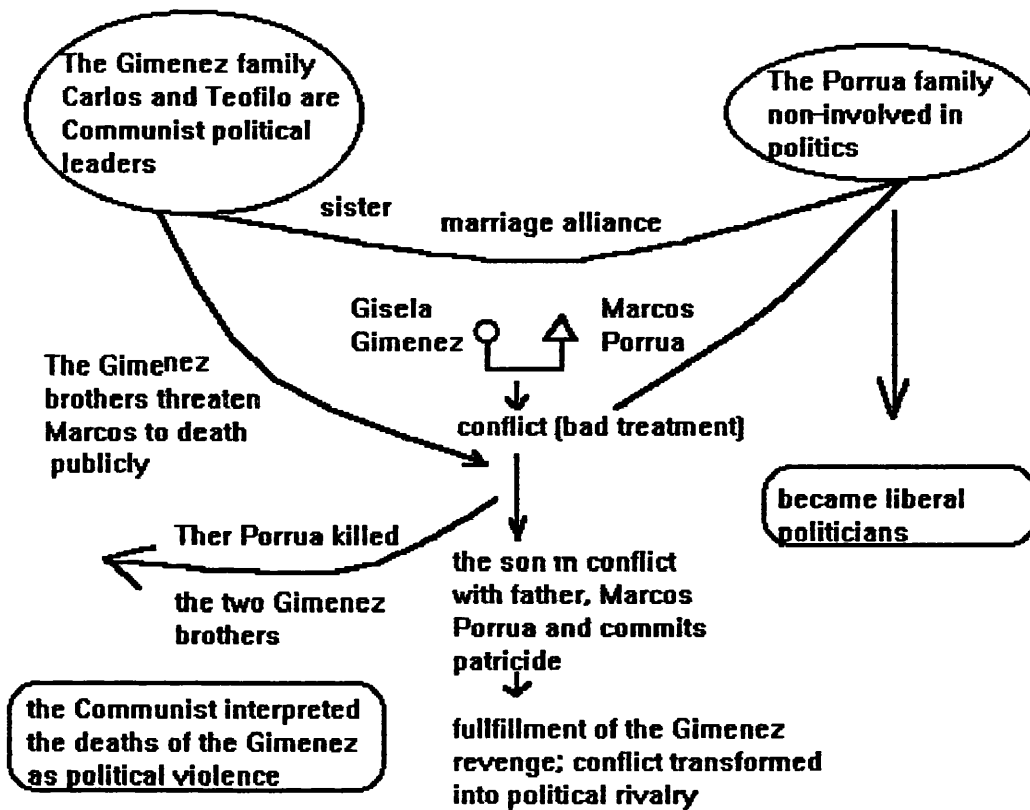 The Gimenez family
Carlos and Teofilo are
Communist political
leaders
The Porrua family
non-involved in
politics
sister
marriage alliance
Gisela
Gimenez
Marcos
Porrua
The Gimenez
brothers threaten
Marcos to death
publicly
conflict (bad treatment)
became liberal
politicians
Ther Porrua killed
the two Gimenez
brothers
the son in conflict
with father, Marcos
Porrua and commits
patricide
the Communist interpreted
the deaths of the Gimenez
as political violence
fullfillment of the Gimenez
revenge; conflict transformed
into political rivalry